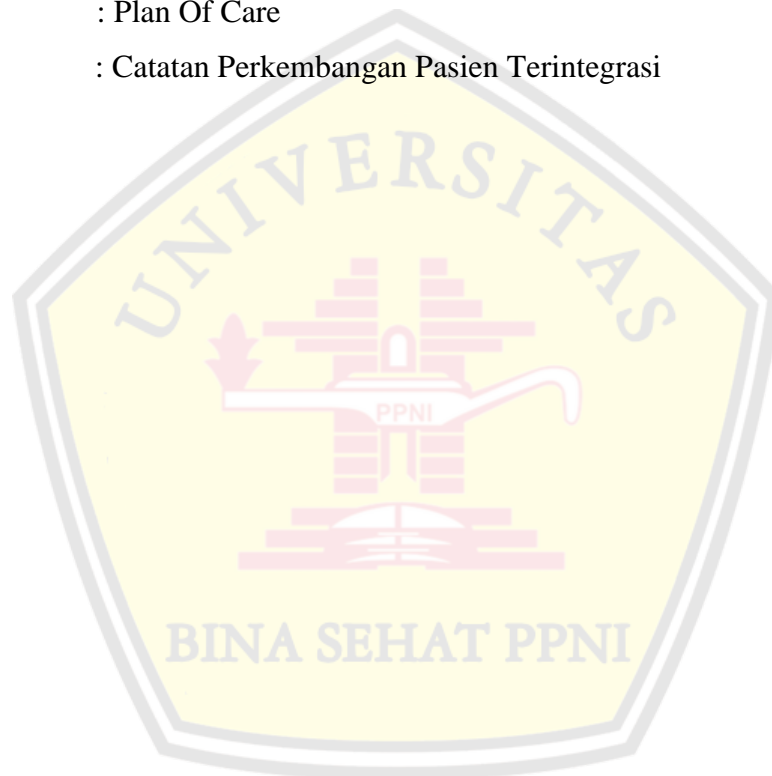 : Plan Of Care
: Catatan Perkembangan Pasien Terintegrasi
UNIVERSITAS
PPNI
BINA SEHAT PPNI